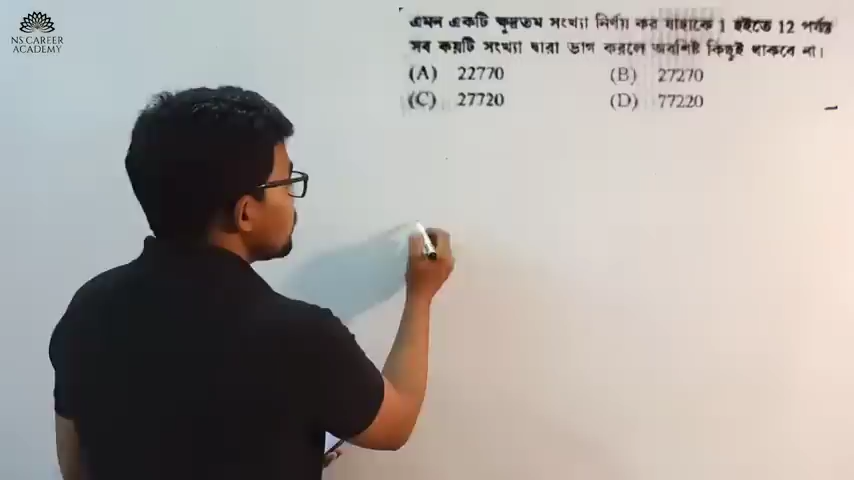 NS.CAREER
ACADEMY
এমন একটি ক্ষুদ্রতম সংখ্যা নির্ণয় কর যাহাকে 1 হইতে 12 পর্যন্ত
সব কয়টি সংখ্যা দ্বারা ভাগ করলে অবশিষ্ট কিছুই থাকবে না।
(A) 22770 (B) 27270
(C) 27720 (D) 77220